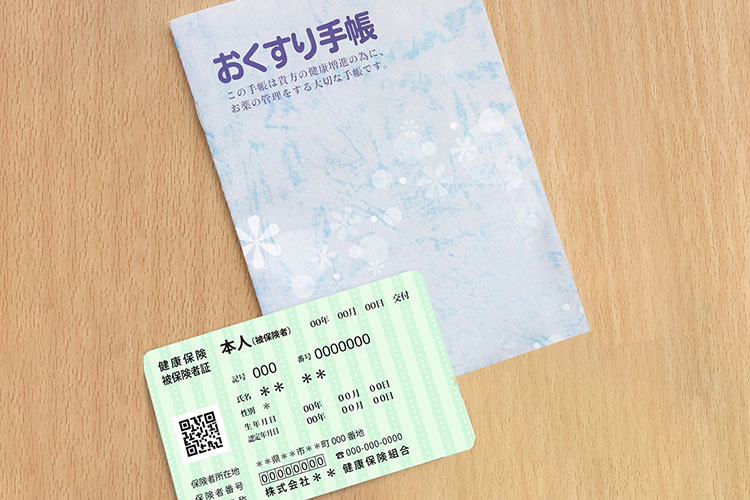 おくすり手帳
この手帳は貴方の健康増進の為に、
お薬の管理をする大切な手帳です。
健康保険
被保険者証
本人(被保険者)
00年 00月 00日 交付
記号 000 番号 0000000
氏名 ＊＊ ＊＊
性別 ＊
生年月日 00年 00月 00日
認定年月日 00年 00月 00日
保険者所在地 ＊＊県＊＊市＊＊町000番地
☎000-000-0000
保険者番号 00000000
称 株式会社＊＊ 健康保険組合